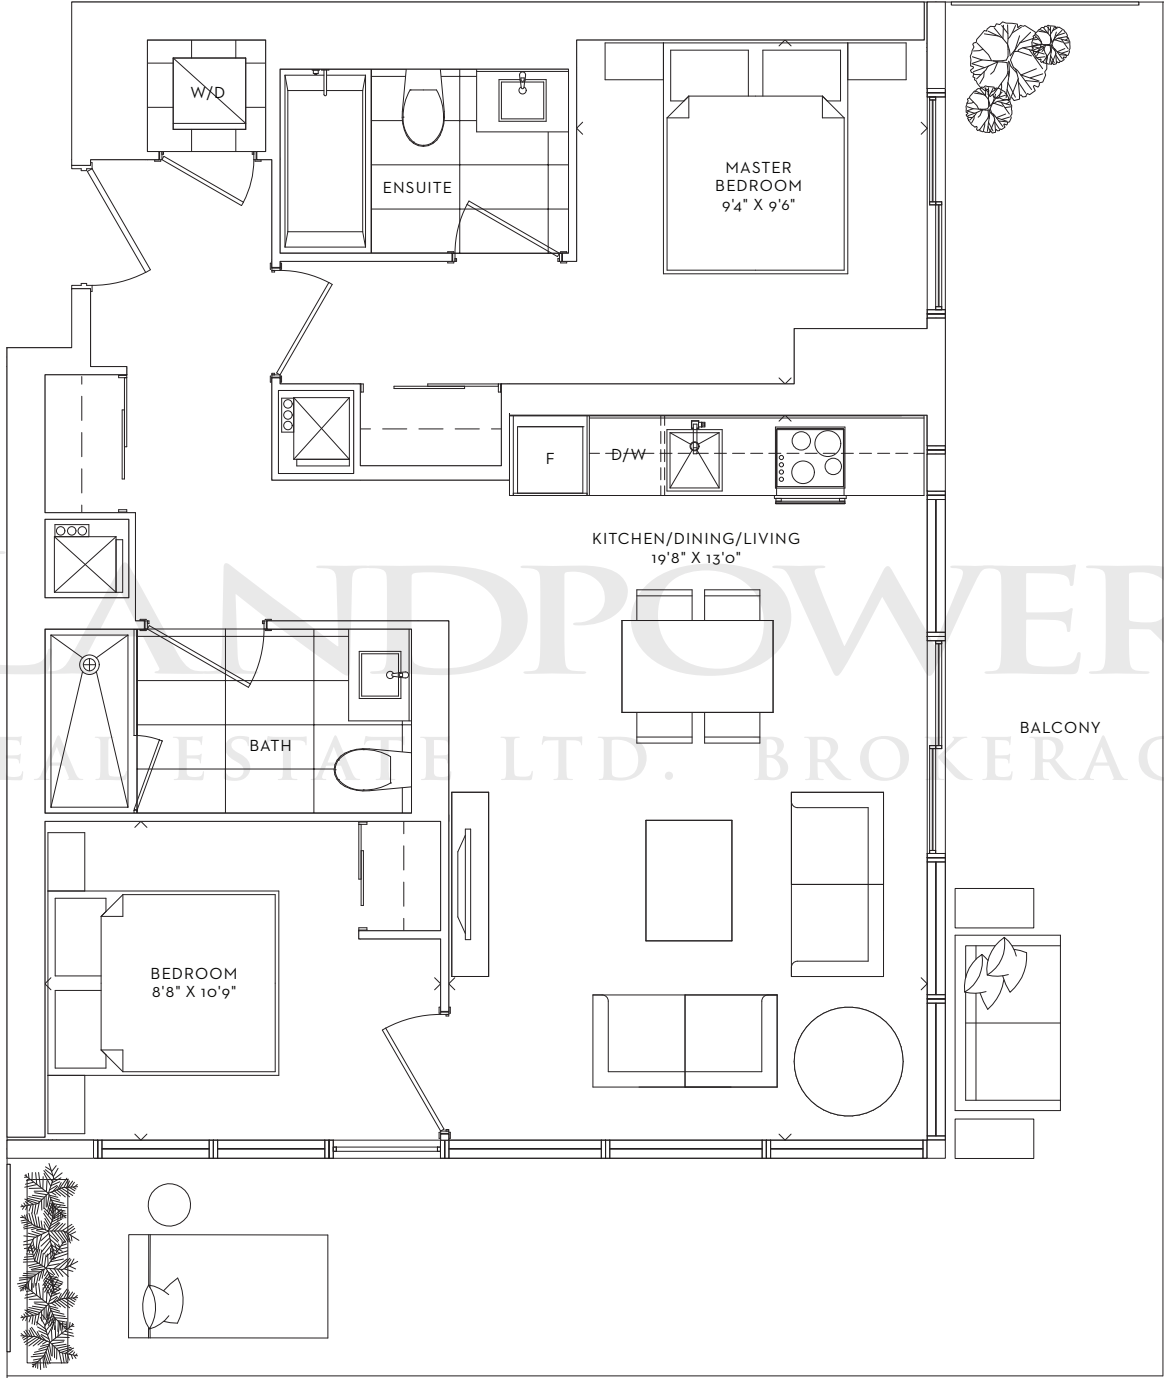 W/D
ENSUITE
MASTER
BEDROOM
9'4" X 9'6"
F
D/W
KITCHEN/DINING/LIVING
19'8" X 13'0"
LANDPOWER
REAL ESTATE LTD. BROKERAG
BALCONY
BATH
BEDROOM
8'8" X 10'9"